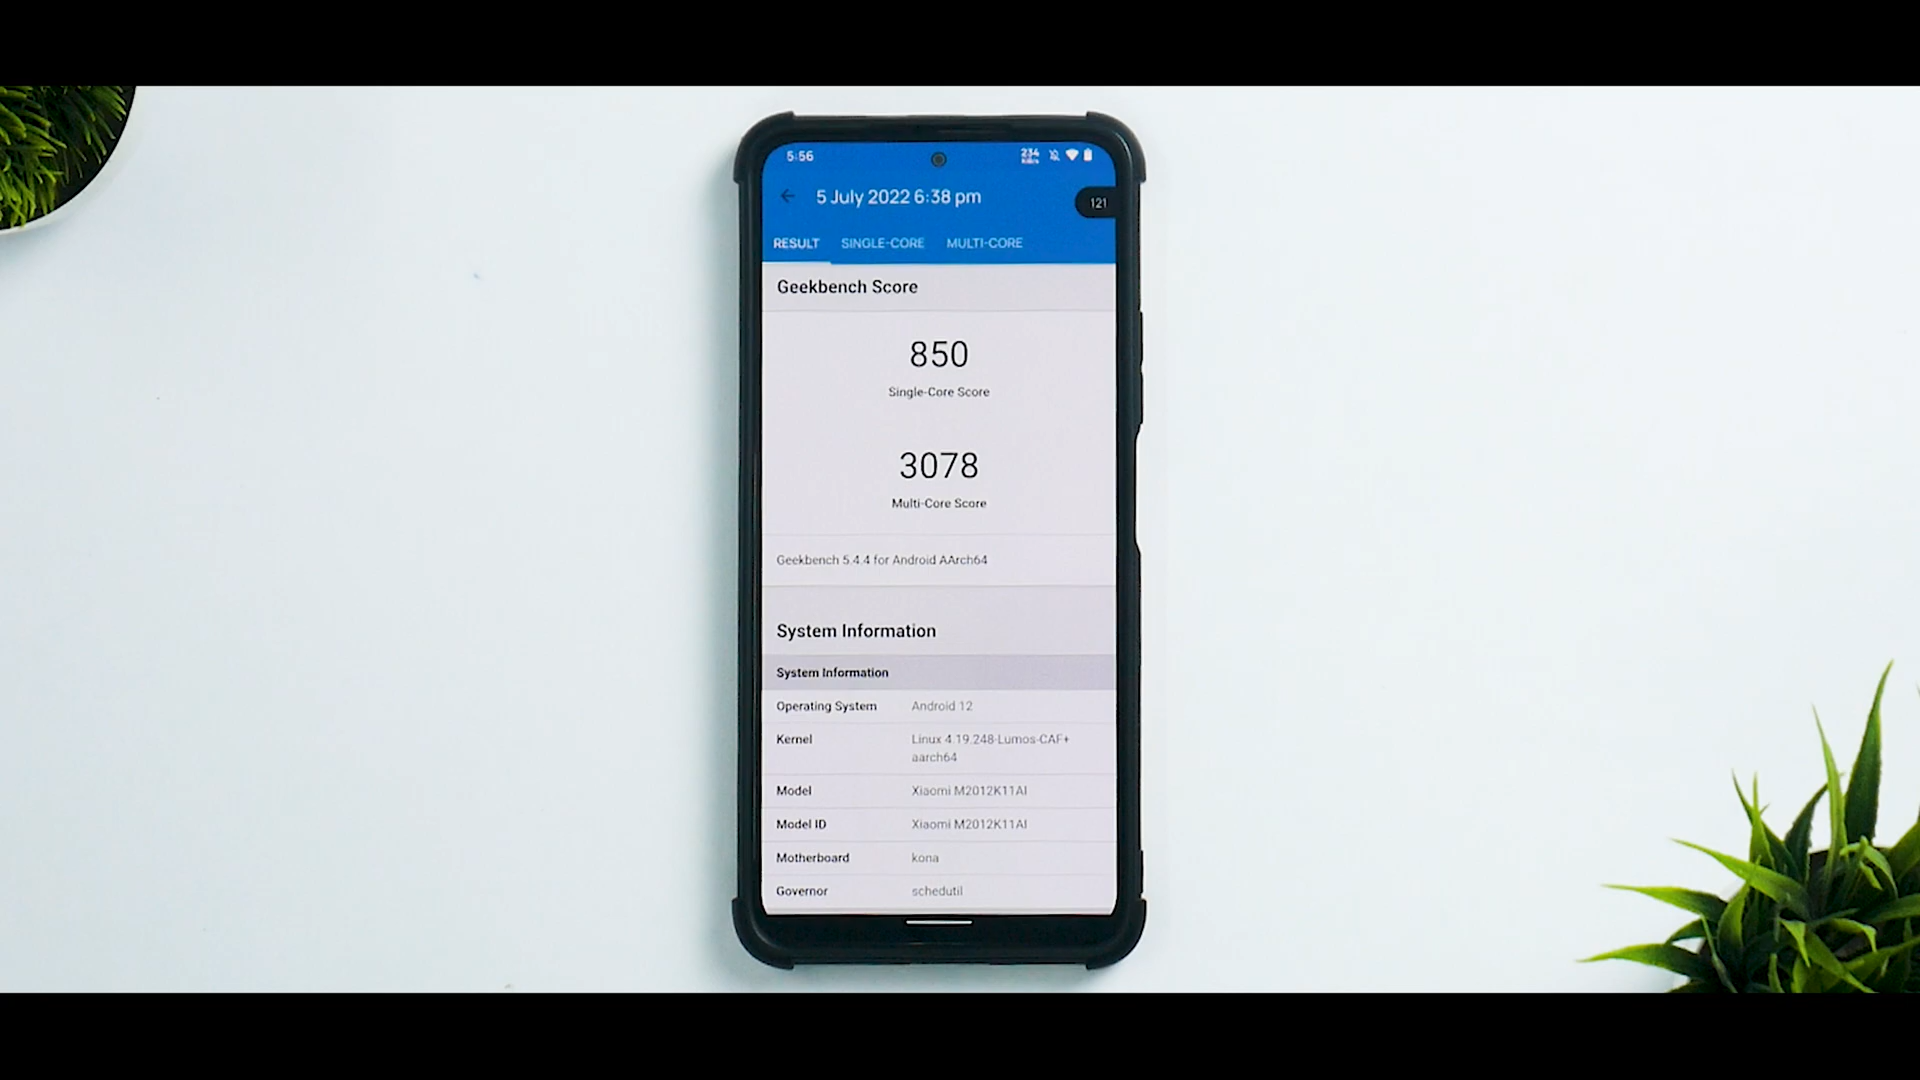 5:56
234
5 July 2022 6:38 pm
121
RESULT SINGLE-CORE MULTI-CORE
Geekbench Score
850
Single-Core Score
3078
Multi-Core Score
Geekbench 5.4.4 for Android AArch64
System Information
System Information
Operating System Android 12
Kernel Linux 4.19.248-Lumos-CAF+
aarch64
Model Xiaomi M2012K11AI
Model ID Xiaomi M2012K11AI
Motherboard kona
Governor schedutil